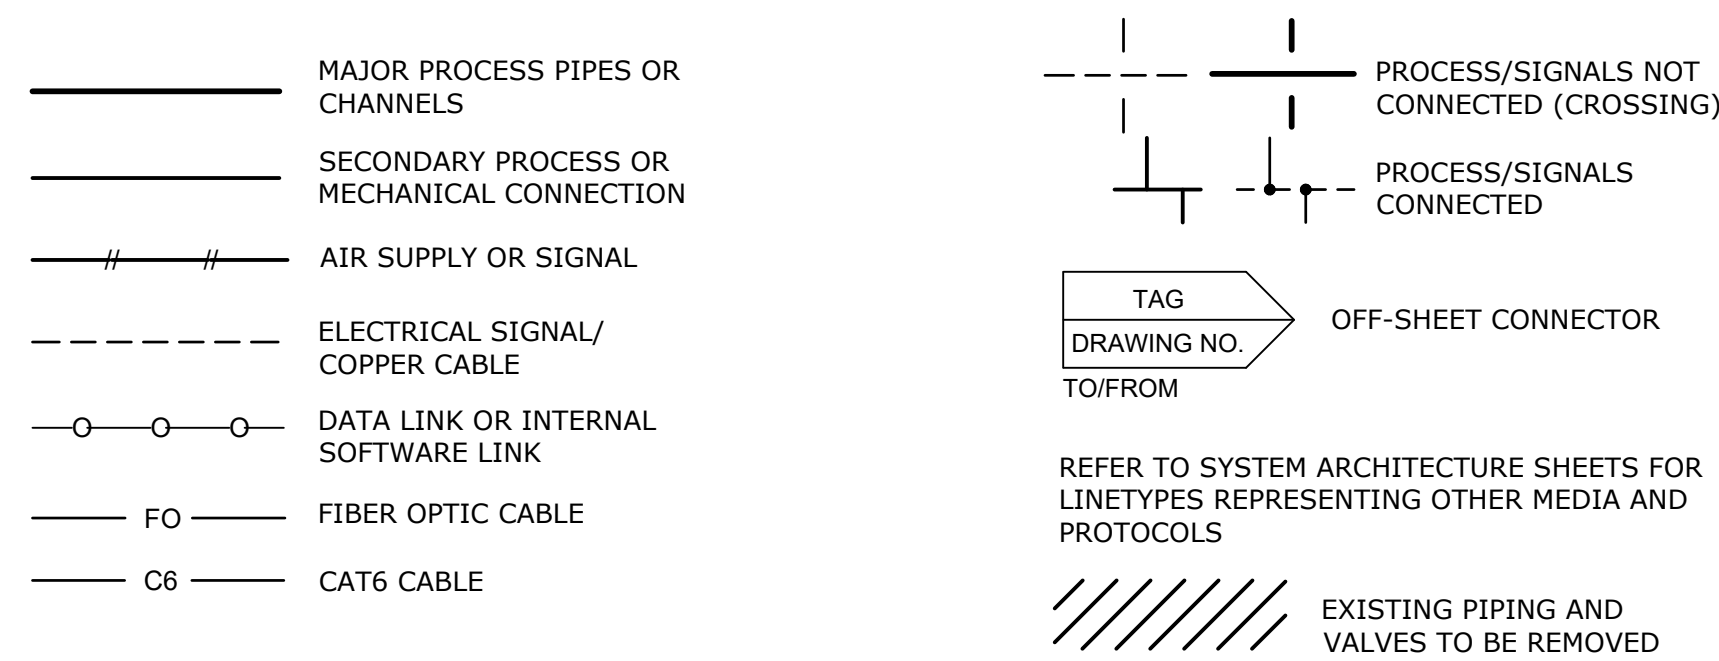 MAJOR PROCESS PIPES OR
CHANNELS
SECONDARY PROCESS OR
MECHANICAL CONNECTION
AIR SUPPLY OR SIGNAL
ELECTRICAL SIGNAL/
COPPER CABLE
DATA LINK OR INTERNAL
SOFTWARE LINK
FO
FIBER OPTIC CABLE
C6
CAT6 CABLE
PROCESS/SIGNALS NOT
CONNECTED (CROSSING)
PROCESS/SIGNALS
CONNECTED
TAG
DRAWING NO.
TO/FROM
OFF-SHEET CONNECTOR
REFER TO SYSTEM ARCHITECTURE SHEETS FOR
LINETYPES REPRESENTING OTHER MEDIA AND
PROTOCOLS
EXISTING PIPING AND
VALVES TO BE REMOVED